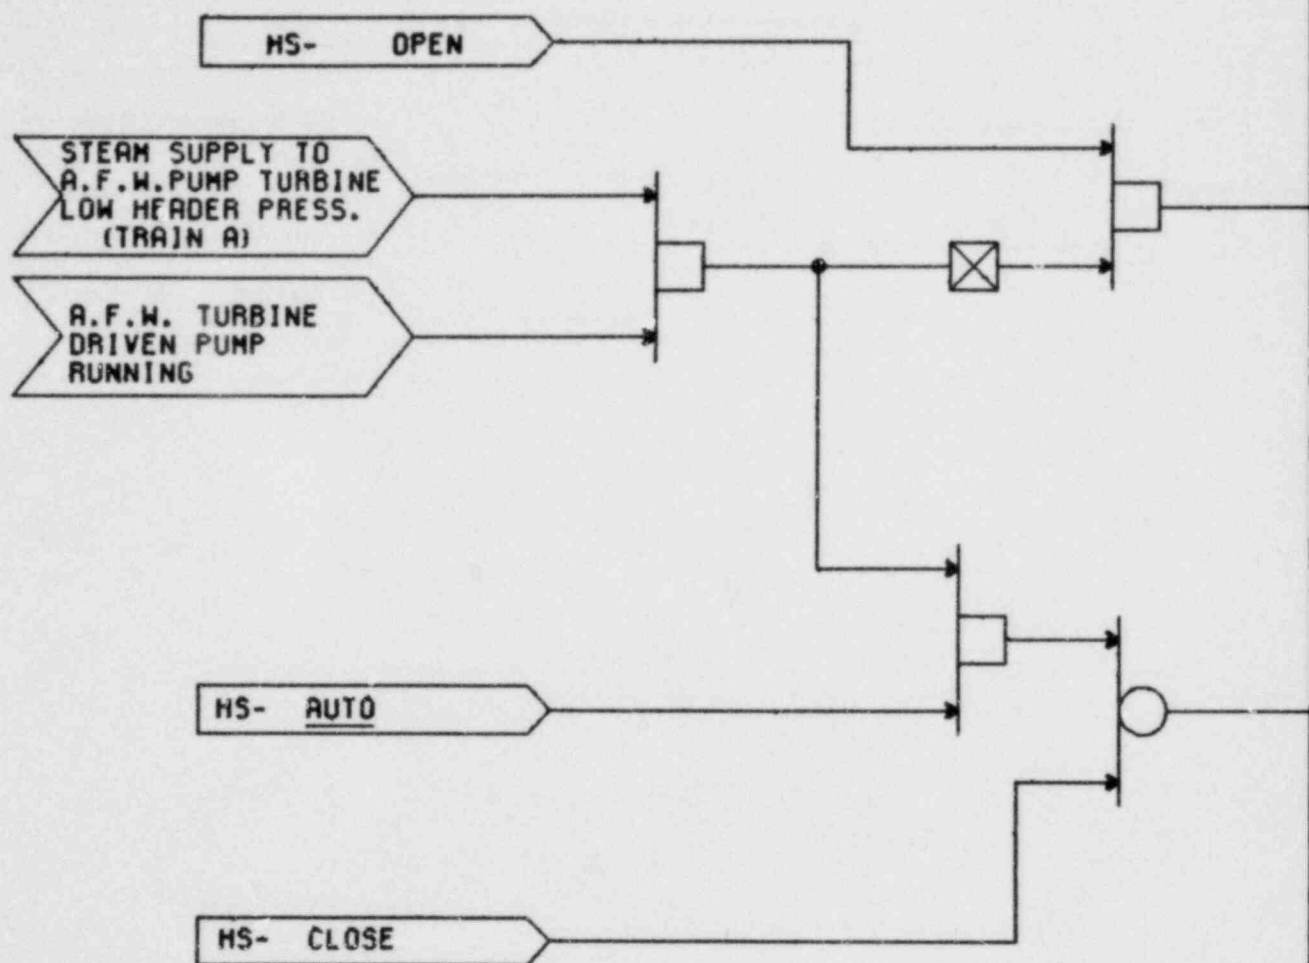 HS- OPEN
STEAM SUPPLY TO
A.F.W.PUMP TURBINE
LOW HEADER PRESS.
(TRAIN A)
A.F.W. TURBINE
DRIVEN PUMP
RUNNING
HS- AUTO
HS- CLOSE